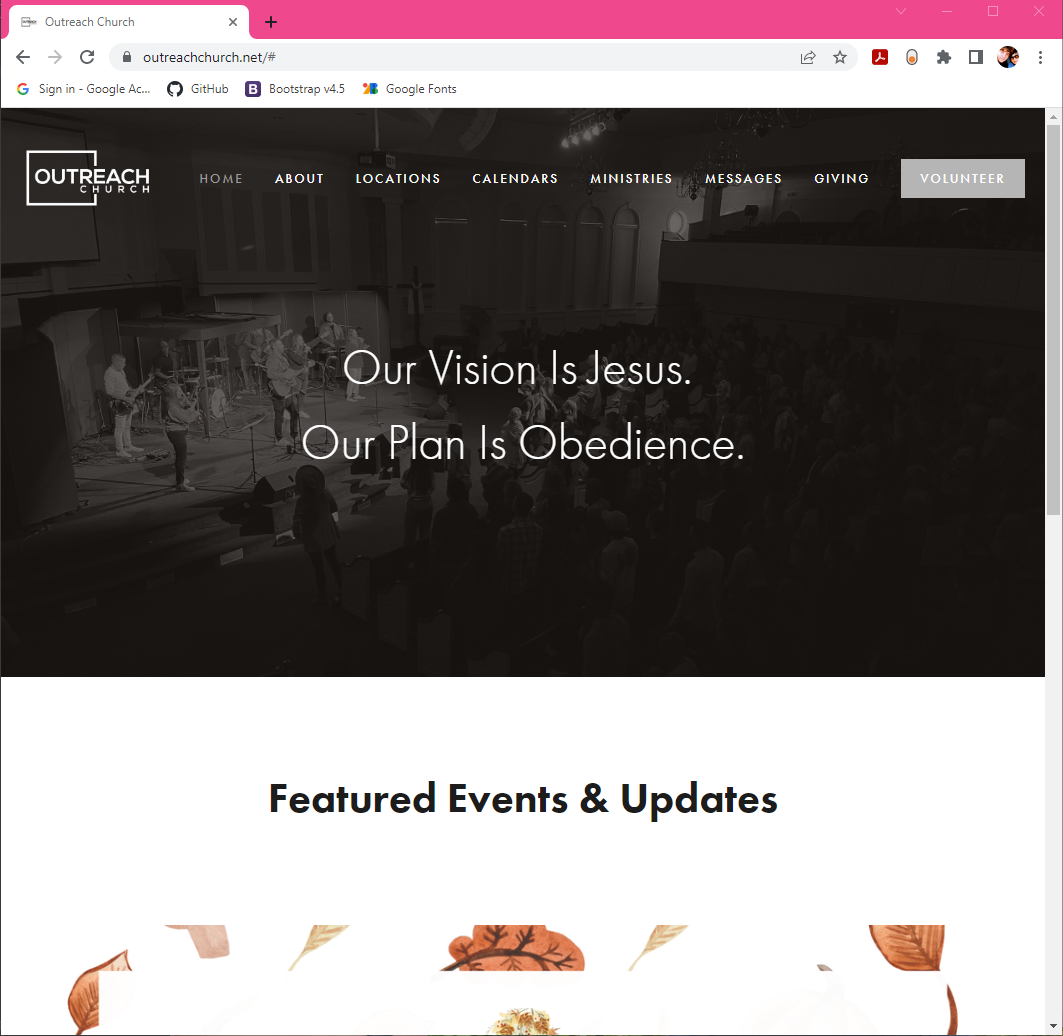 Outreach Church
outreachchurch.net/#
Sign in - Google Ac... GitHub B Bootstrap v4.5 Google Fonts
OUTREACH
CHURCH
HOME ABOUT LOCATIONS CALENDARS MINISTRIES MESSAGES GIVING VOLUNTEER
Our Vision Is Jesus.
Our Plan Is Obedience.
Featured Events & Updates